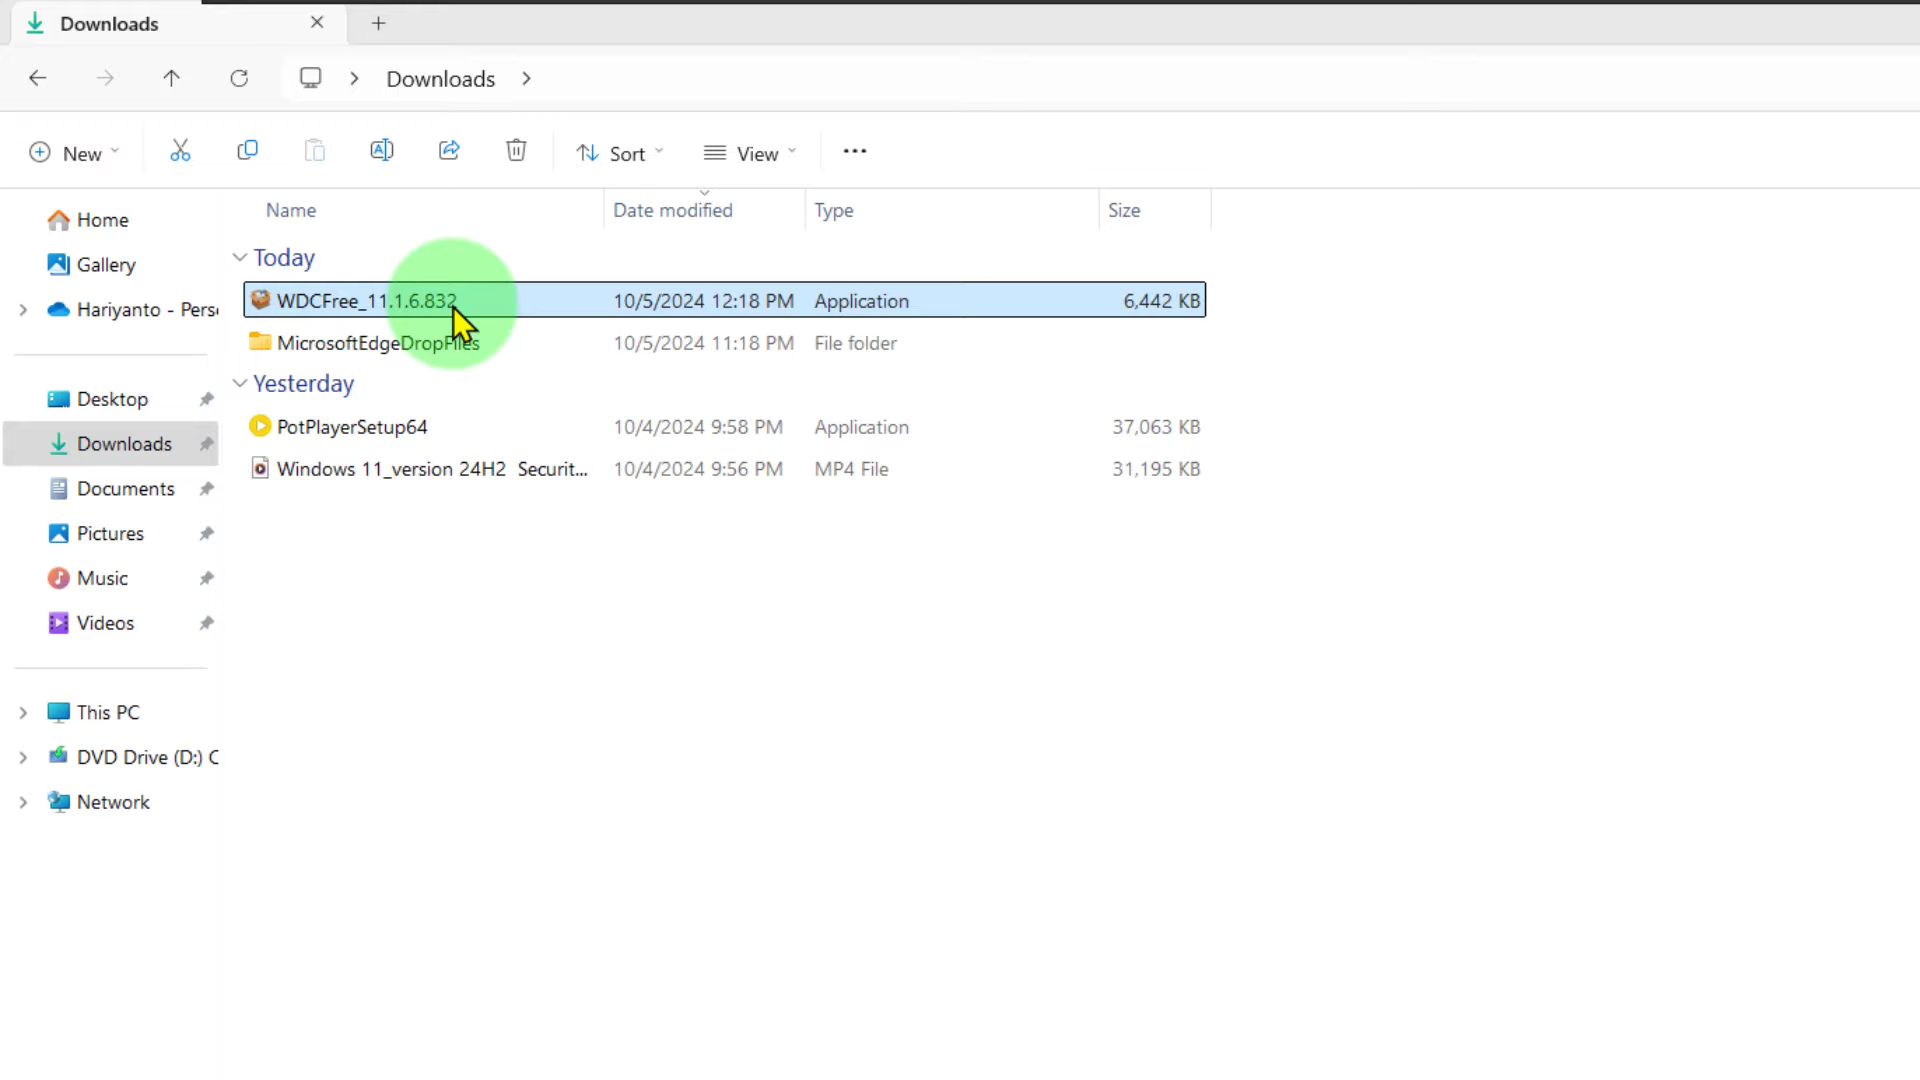 Downloads
Downloads
New
Sort
View
Name Date modified Type Size
Home
Gallery
Hariyanto - Pers
Desktop
Downloads
Documents
Pictures
Music
Videos
This PC
DVD Drive (D:) C
Network
Today
WDCFree_11.1.6.832 10/5/2024 12:18 PM Application 6,442 KB
MicrosoftEdgeDropFiles 10/5/2024 11:18 PM File folder
Yesterday
PotPlayerSetup64 10/4/2024 9:58 PM Application 37,063 KB
Windows 11_version 24H2 Securit... 10/4/2024 9:56 PM MP4 File 31,195 KB